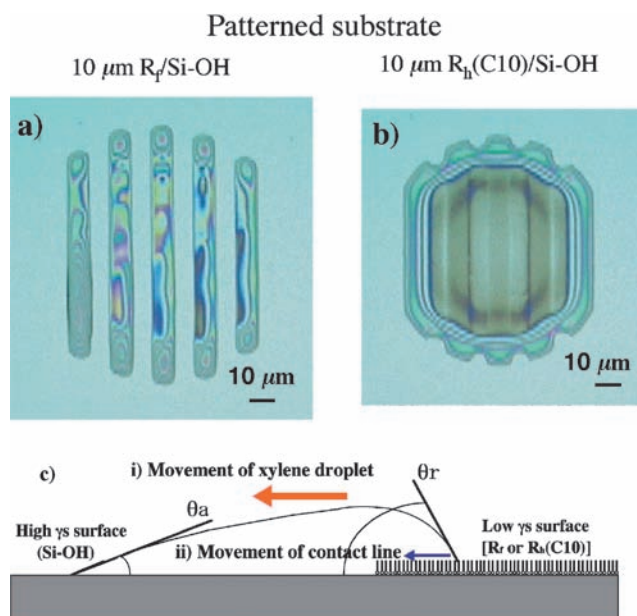 Patterned substrate
10 μm Rf/Si-OH
10 μm Rh(C10)/Si-OH
a)
b)
10 μm
10 μm
c)
i) Movement of xylene droplet
θr
θa
High γs surface
(Si-OH)
ii) Movement of contact line
Low γs surface
[Rf or Rh(C10)]